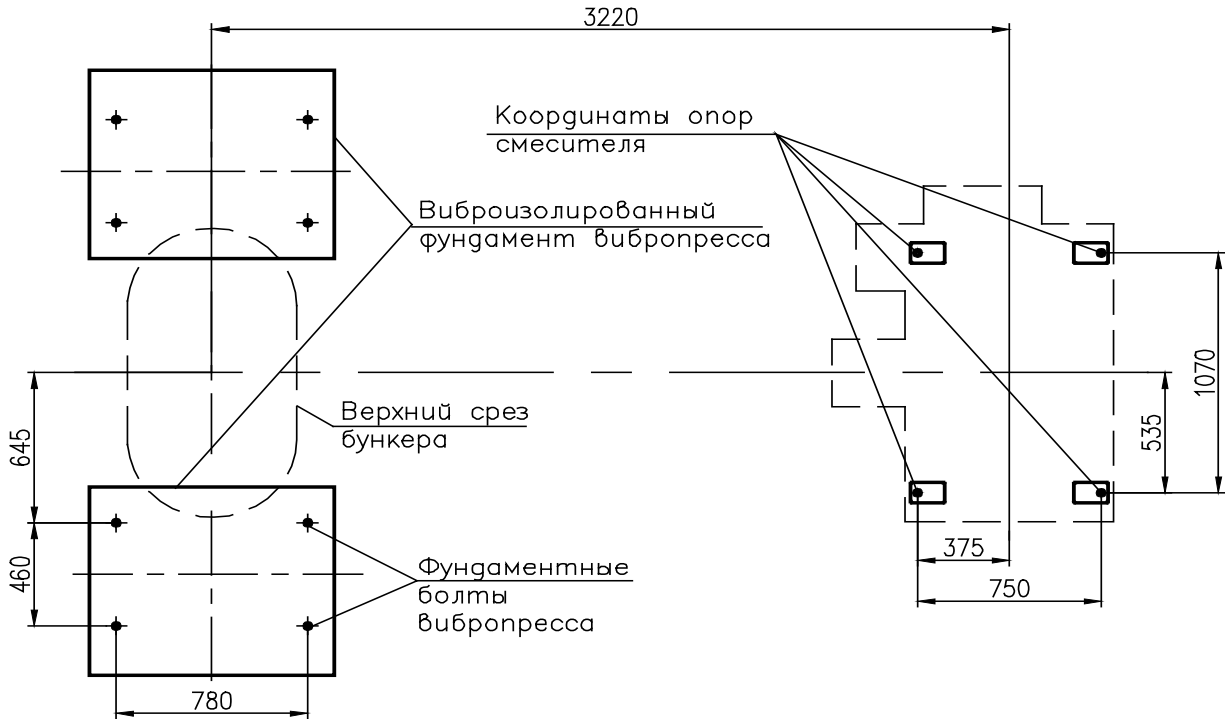 3220
Координаты опор
смесителя
Виброизолированный
фундамент вибропресса
1070
535
645
Верхний срез
бункера
460
375
750
Фундаментные
болты
вибропресса
780